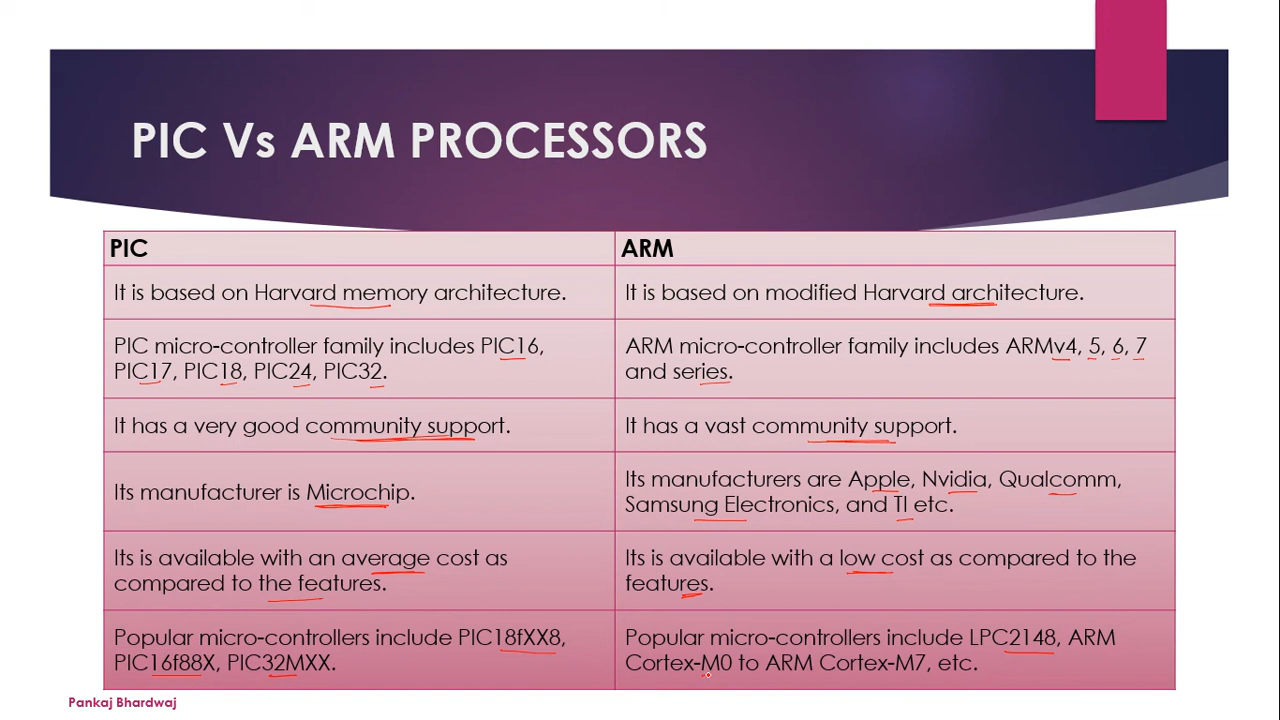 PIC Vs ARM PROCESSORS
PIC
ARM
It is based on Harvard memory architecture.
It is based on modified Harvard architecture.
PIC micro-controller family includes PIC16,
PIC17, PIC18, PIC24, PIC32.
ARM micro-controller family includes ARMv4, 5, 6, 7
and series.
It has a very good community support.
It has a vast community support.
Its manufacturer is Microchip.
Its manufacturers are Apple, Nvidia, Qualcomm,
Samsung Electronics, and TI etc.
Its is available with an average cost as
compared to the features.
Its is available with a low cost as compared to the
features.
Popular micro-controllers include PIC18fXX8,
PIC16f88X, PIC32MXX.
Popular micro-controllers include LPC2148, ARM
Cortex-M0 to ARM Cortex-M7, etc.
Pankaj Bhardwaj